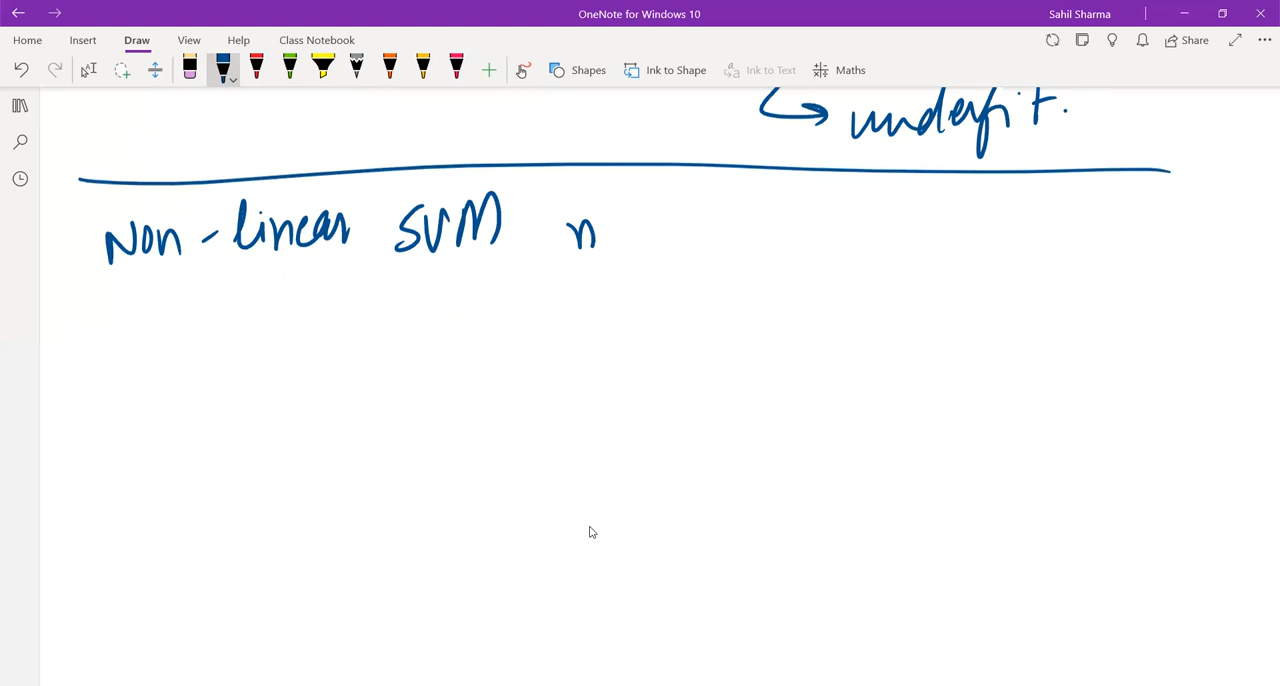 OneNote for Windows 10
Sahil Sharma
Home Insert Draw View Help Class Notebook
Share
Shapes Ink to Shape Ink to Text Maths
underfit.
Non-linear SVM n